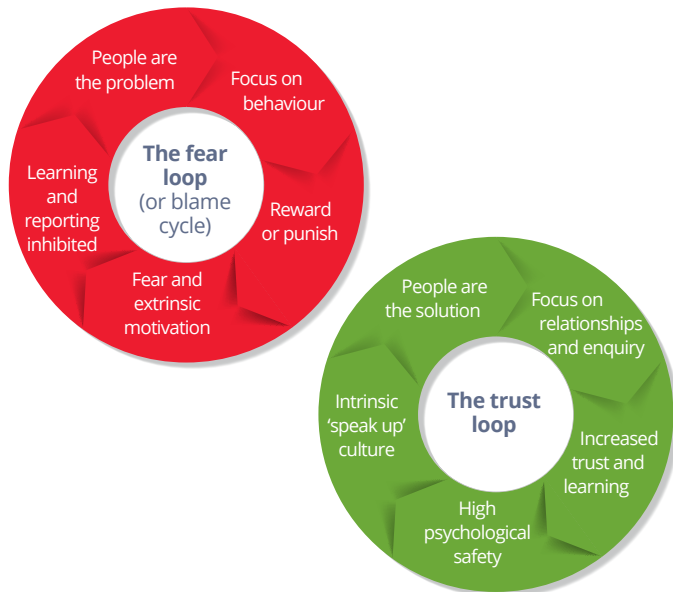 People are
the problem
Focus on
behaviour
Reward
or punish
Fear and
extrinsic
motivation
Learning
and
reporting
inhibited
The fear
loop
(or blame
cycle)
People are
the solution
Focus on
relationships
and enquiry
Increased
trust and
learning
High
psychological
safety
Intrinsic
‘speak up’
culture
The trust
loop